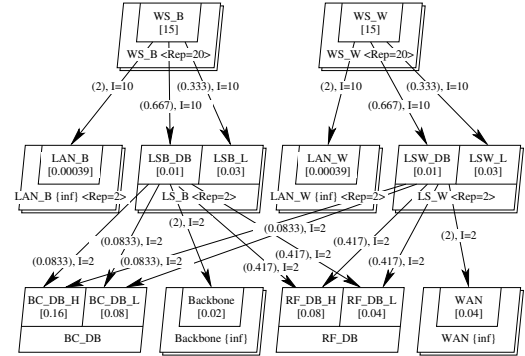 WS_B
[15]
WS_B <Rep=20>
WS_W
[15]
WS_W <Rep=20>
(2), I=10
(0.333), I=10
(0.667), I=10
(2), I=10
(0.333), I=10
(0.667), I=10
LAN_B
[0.00039]
LAN_B {inf} <Rep=2>
LSB_DB
[0.01]
LSB_L
[0.03]
LS_B <Rep=2>
LAN_W
[0.00039]
LAN_W {inf} <Rep=2>
LSW_DB
[0.01]
LSW_L
[0.03]
LS_W <Rep=2>
(2), I=2
(0.0833), I=2
(2), I=2
(0.417), I=2
(0.417), I=2
(0.0833), I=2
(0.0833), I=2
(0.417), I=2
(0.417), I=2
BC_DB_H
[0.16]
BC_DB_L
[0.08]
BC_DB
Backbone
[0.02]
Backbone {inf}
RF_DB_H
[0.08]
RF_DB_L
[0.04]
RF_DB
WAN
[0.04]
WAN {inf}